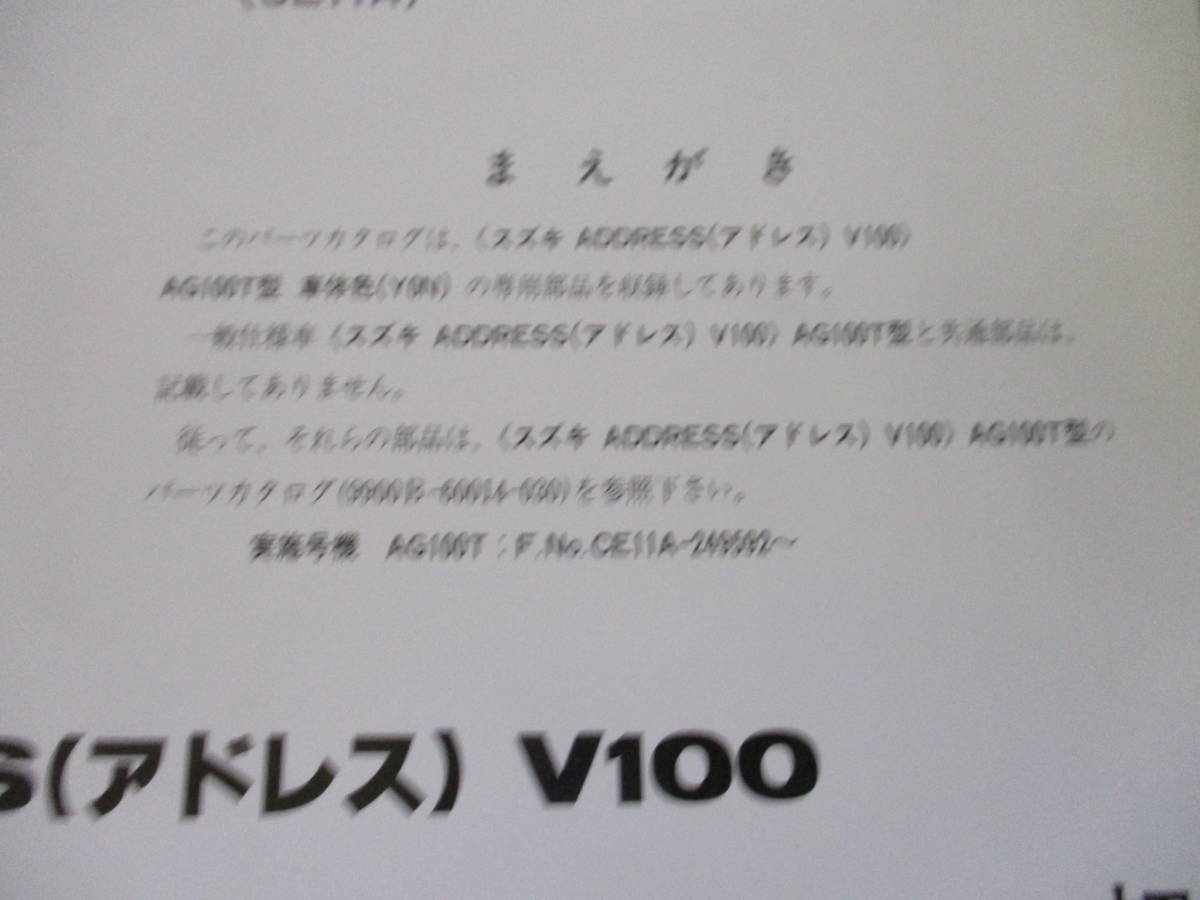 (CE11A)
まえがき
このパーツカタログは,〈スズキ ADDRESS(アドレス) V100〉
AG100T型 車体色( ) の専用部品を収録してあります。
一般仕様車〈スズキ ADDRESS(アドレス) V100〉AG100T型と共通部品は,
記載してありません。
従って,それらの部品は,〈スズキ ADDRESS(アドレス) V100〉AG100T型の
パーツカタログ( )を参照下さい。
実施号機 AG100T : F.No.
S(アドレス) V100